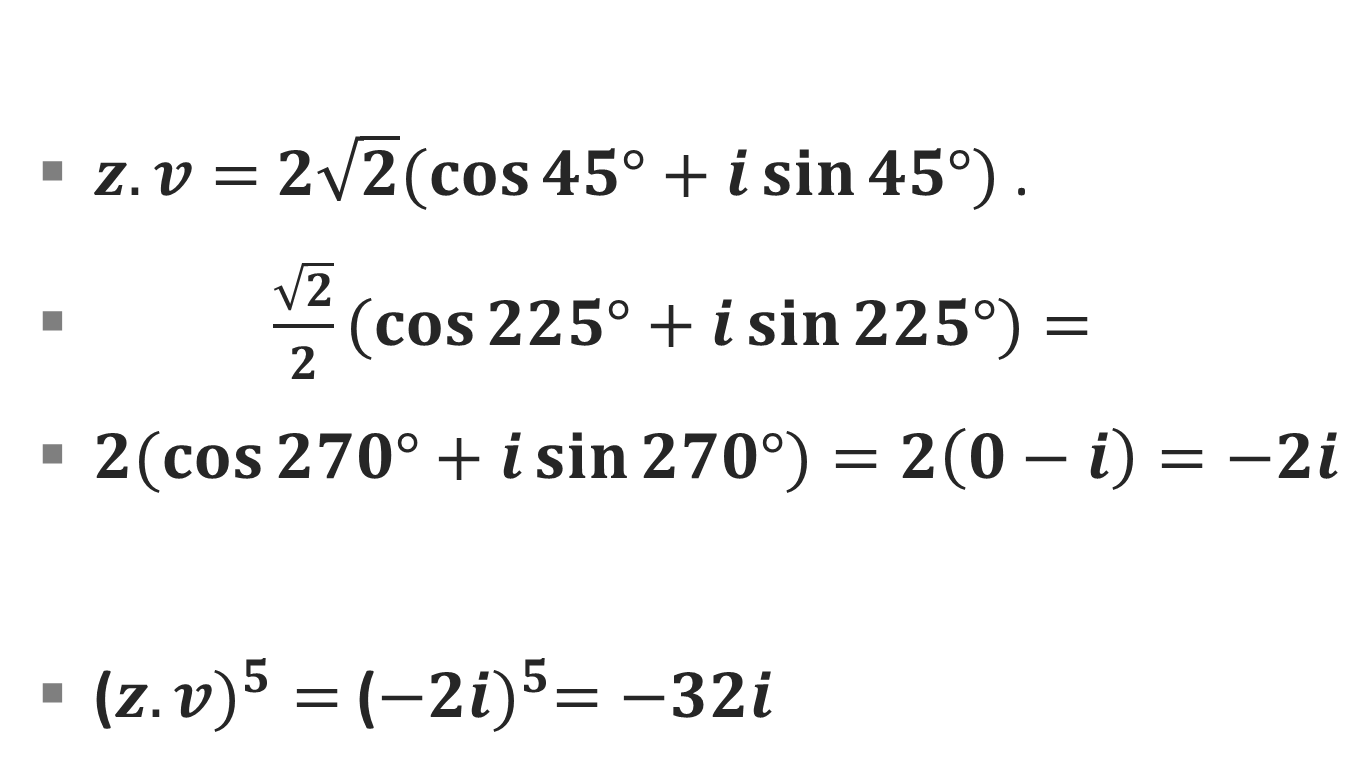 ▪ z. v = 2√2(cos 45° + i sin 45°) .
▪ √2/2 (cos 225° + i sin 225°) =
▪ 2(cos 270° + i sin 270°) = 2(0 − i) = −2i
▪ (z. v)⁵ = (−2i)⁵= −32i